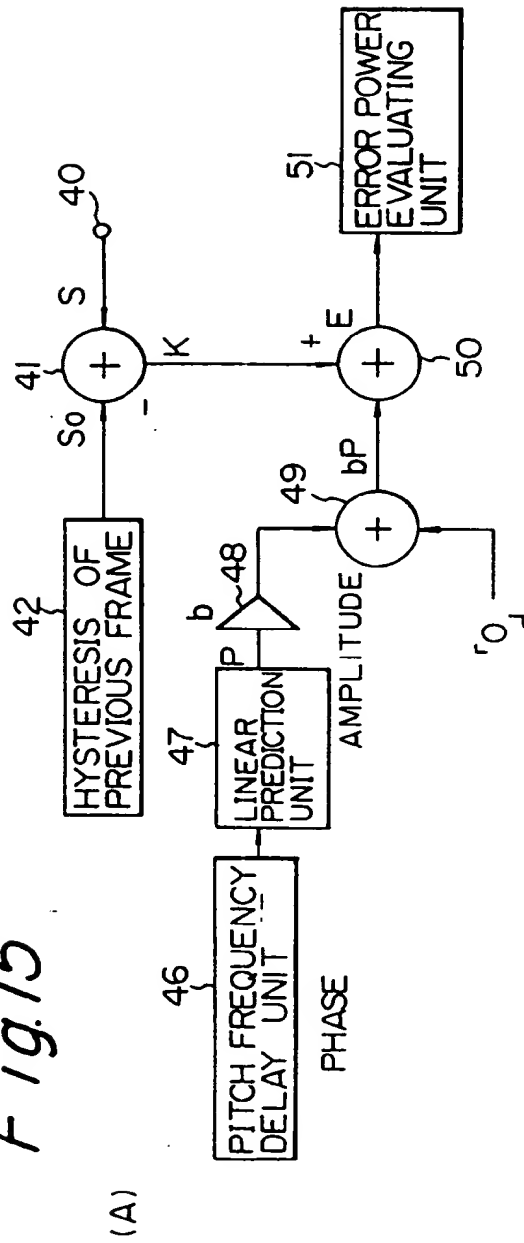 Fig.15
(A)
42
HYSTERESIS OF
PREVIOUS FRAME
So
41
S
40
-
K
46
PITCH FREQUENCY
DELAY UNIT
PHASE
47
LINEAR
PREDICTION
UNIT
P
b
48
AMPLITUDE
49
bP
+
E
50
51
ERROR POWER
EVALUATING
UNIT
+
+
+